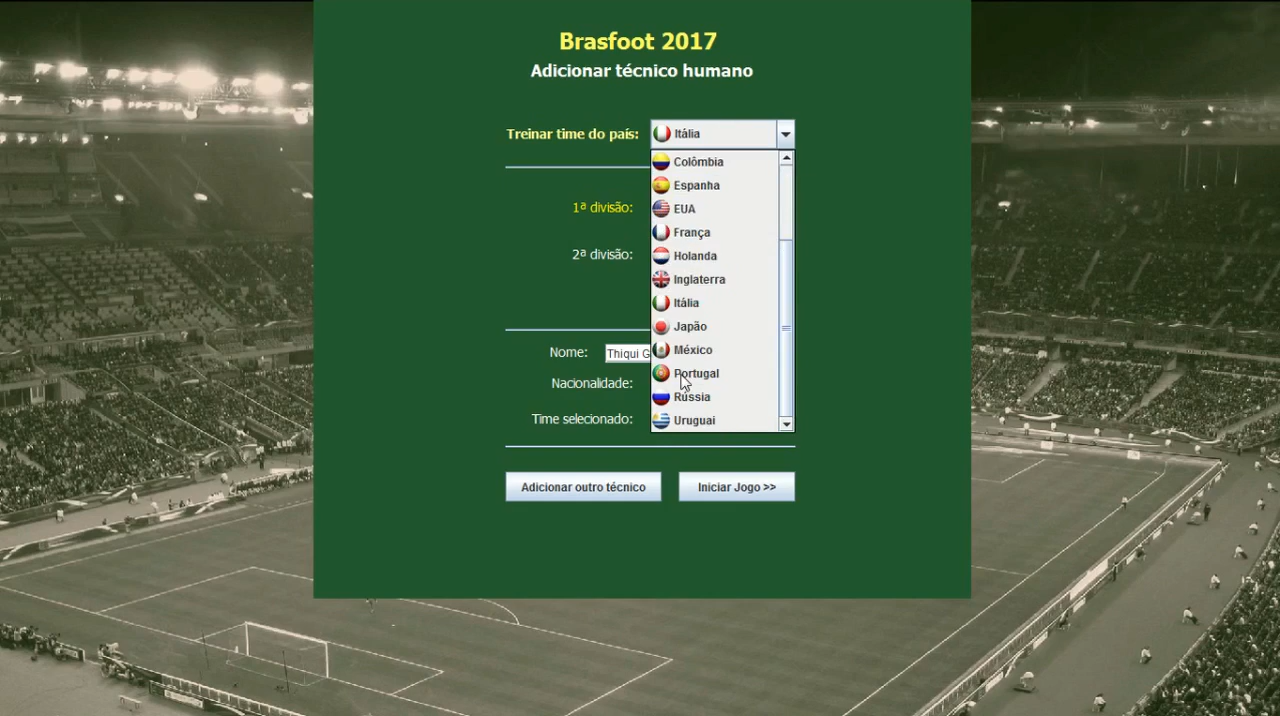 Brasfoot 2017
Adicionar técnico humano
Treinar time do país: Itália
Colômbia
Espanha
1ª divisão:
EUA
França
2ª divisão:
Holanda
Inglaterra
Itália
Japão
Nome: Thiqui G
México
Portugal
Nacionalidade:
Rússia
Time selecionado:
Uruguai
Adicionar outro técnico
Iniciar Jogo >>